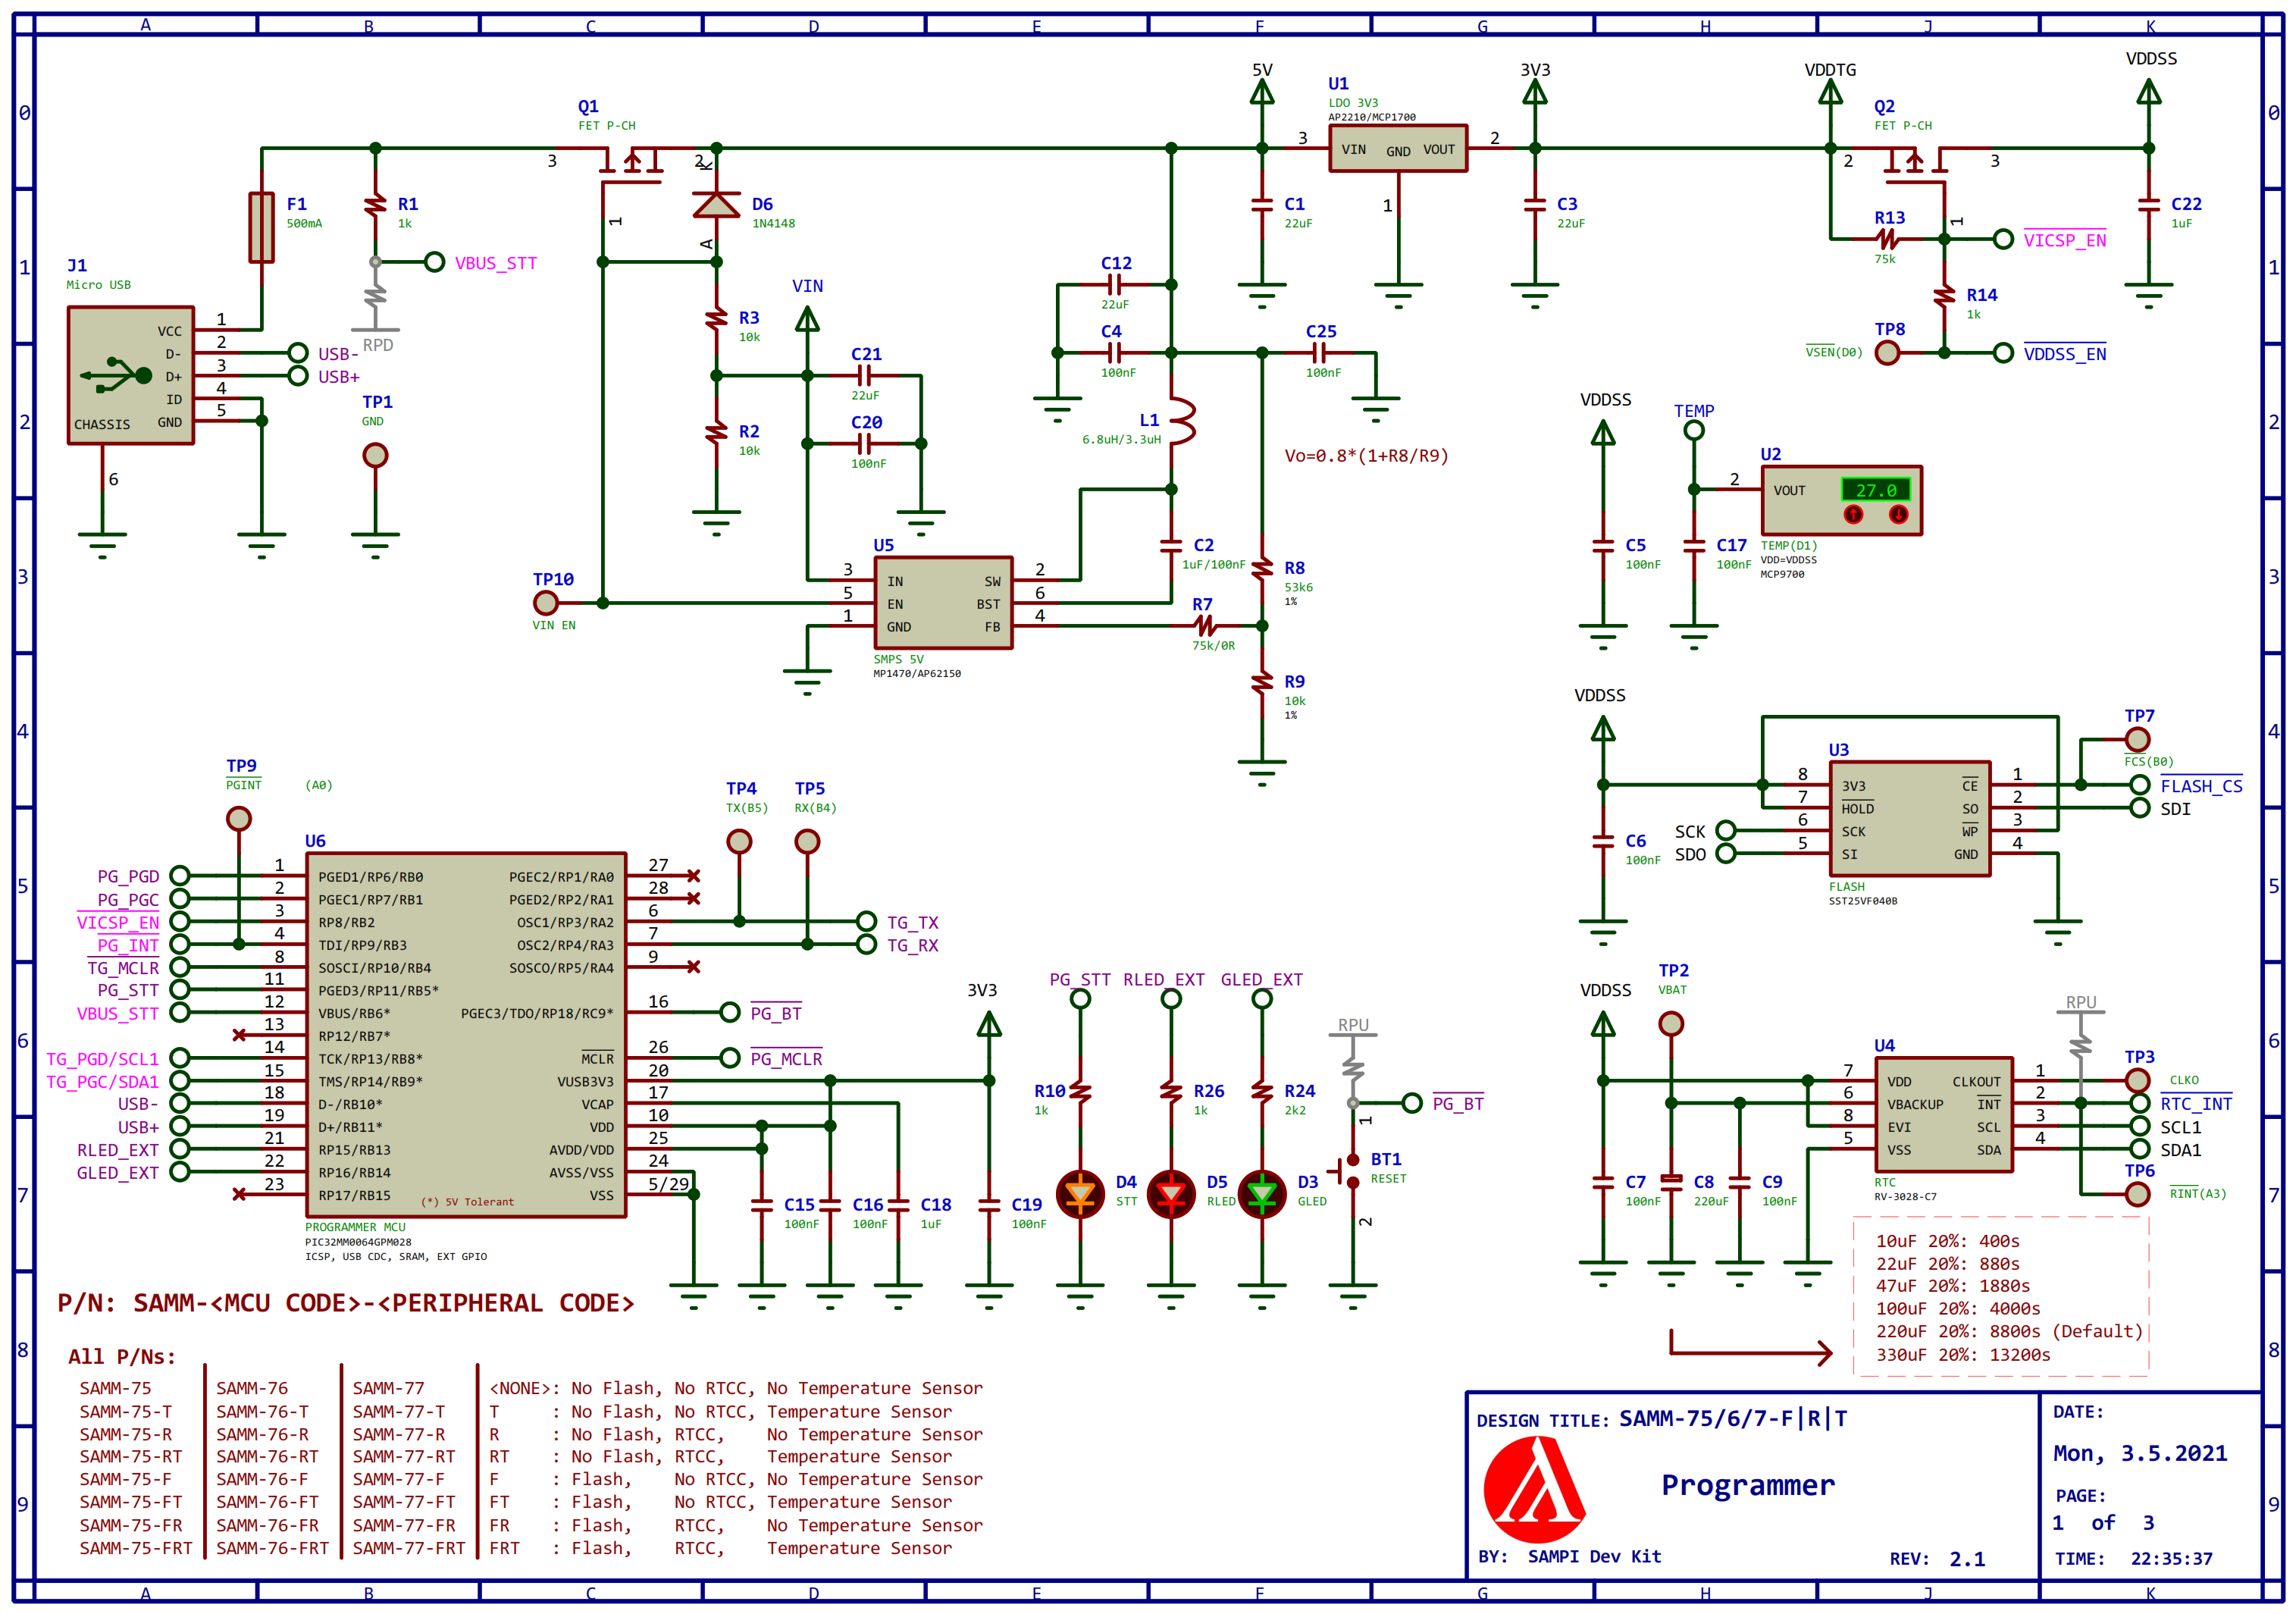 A B C D E F G H J K
0 0
1 1
2 2
3 3
4 4
5 5
6 6
7 7
8 8
9 9
J1
Micro USB
VCC 1
D- 2
D+ 3
ID 4
CHASSIS GND 5
6
USB-
USB+
F1
500mA
R1
1k
VBUS_STT
RPD
TP1
GND
Q1
FET P-CH
3 2
1
K
A
D6
1N4148
R3
10k
R2
10k
VIN
C21
22uF
C20
100nF
TP10
VIN EN
U5
3 IN SW 2
5 EN BST 6
1 GND FB 4
SMPS 5V
MP1470/AP62150
C12
22uF
C4
100nF
C25
100nF
L1
6.8uH/3.3uH
Vo=0.8*(1+R8/R9)
C2
1uF/100nF
R8
53k6
1%
R7
75k/0R
R9
10k
1%
5V
C1
22uF
U1
LDO 3V3
AP2210/MCP1700
3 VIN GND VOUT 2
1
3V3
C3
22uF
VDDTG
Q2
FET P-CH
2 3
1
VDDSS
C22
1uF
R13
75k
VICSP_EN
R14
1k
TP8
VSEN(D0)
VDDSS_EN
VDDSS
C5
100nF
TEMP
C17
100nF
U2
2 VOUT 27.0
TEMP(D1)
VDD=VDDSS
MCP9700
VDDSS
C6
100nF
U3
8 3V3 CE 1
7 HOLD SO 2
6 SCK WP 3
5 SI GND 4
FLASH
SST25VF040B
SCK
SDO
TP7
FCS(B0)
FLASH_CS
SDI
TP9
PGINT (A0)
TP4
TX(B5)
TP5
RX(B4)
U6
PG_PGD 1 PGED1/RP6/RB0
PG_PGC 2 PGEC1/RP7/RB1
VICSP_EN 3 RP8/RB2
PG_INT 4 TDI/RP9/RB3
TG_MCLR 8 SOSCI/RP10/RB4
PG_STT 11 PGED3/RP11/RB5*
VBUS_STT 12 VBUS/RB6*
13 RP12/RB7*
TG_PGD/SCL1 14 TCK/RP13/RB8*
TG_PGC/SDA1 15 TMS/RP14/RB9*
USB- 18 D-/RB10*
USB+ 19 D+/RB11*
RLED_EXT 21 RP15/RB13
GLED_EXT 22 RP16/RB14
23 RP17/RB15
(*) 5V Tolerant
PGEC2/RP1/RA0 27
PGED2/RP2/RA1 28
OSC1/RP3/RA2 6 TG_TX
OSC2/RP4/RA3 7 TG_RX
SOSCO/RP5/RA4 9
PGEC3/TDO/RP18/RC9* 16 PG_BT
MCLR 26 PG_MCLR
VUSB3V3 20
VCAP 17
VDD 10
AVDD/VDD 25
AVSS/VSS 24
VSS 5/29
PROGRAMMER MCU
PIC32MM0064GPM028
ICSP, USB CDC, SRAM, EXT GPIO
C15
100nF
C16
100nF
C18
1uF
3V3
C19
100nF
PG_STT RLED_EXT GLED_EXT
R10
1k
R26
1k
R24
2k2
D4
STT
D5
RLED
D3
GLED
RPU
PG_BT
1
BT1
RESET
2
VDDSS
TP2
VBAT
C7
100nF
C8
220uF
C9
100nF
U4
7 VDD CLKOUT 1
6 VBACKUP INT 2
8 EVI SCL 3
5 VSS SDA 4
RTC
RV-3028-C7
RPU
TP3
CLKO
RTC_INT
SCL1
SDA1
TP6
RINT(A3)
10uF 20%: 400s
22uF 20%: 880s
47uF 20%: 1880s
100uF 20%: 4000s
220uF 20%: 8800s (Default)
330uF 20%: 13200s
P/N: SAMM-<MCU CODE>-<PERIPHERAL CODE>
All P/Ns:
SAMM-75 SAMM-76 SAMM-77 <NONE>: No Flash, No RTCC, No Temperature Sensor
SAMM-75-T SAMM-76-T SAMM-77-T T : No Flash, No RTCC, Temperature Sensor
SAMM-75-R SAMM-76-R SAMM-77-R R : No Flash, RTCC, No Temperature Sensor
SAMM-75-RT SAMM-76-RT SAMM-77-RT RT : No Flash, RTCC, Temperature Sensor
SAMM-75-F SAMM-76-F SAMM-77-F F : Flash, No RTCC, No Temperature Sensor
SAMM-75-FT SAMM-76-FT SAMM-77-FT FT : Flash, No RTCC, Temperature Sensor
SAMM-75-FR SAMM-76-FR SAMM-77-FR FR : Flash, RTCC, No Temperature Sensor
SAMM-75-FRT SAMM-76-FRT SAMM-77-FRT FRT : Flash, RTCC, Temperature Sensor
DESIGN TITLE: SAMM-75/6/7-F|R|T
Programmer
BY: SAMPI Dev Kit
REV: 2.1
DATE:
Mon, 3.5.2021
PAGE:
1 of 3
TIME: 22:35:37
A B C D E F G H J K